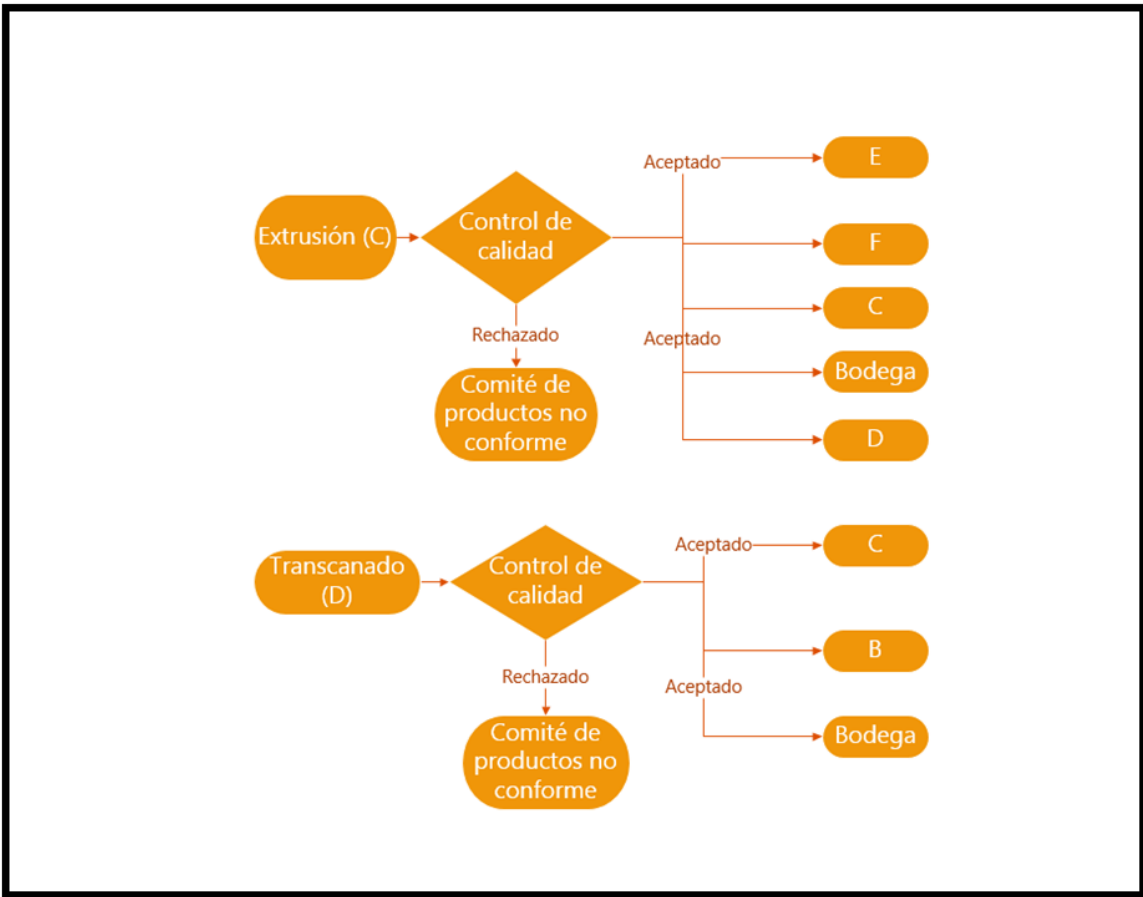 Aceptado
E
Extrusión (C)
Control de
calidad
F
C
Rechazado
Aceptado
Bodega
Comité de
productos no
conforme
D
Transcanado
(D)
Control de
calidad
Aceptado
C
B
Rechazado
Aceptado
Bodega
Comité de
productos no
conforme